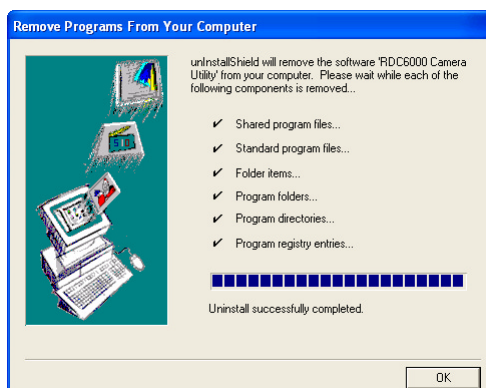 Remove Programs From Your Computer
unInstallShield will remove the software 'RDC6000 Camera
Utility' from your computer. Please wait while each of the
following components is removed...
Shared program files...
Standard program files...
Folder items...
Program folders...
Program directories...
Program registry entries...
Uninstall successfully completed.
OK